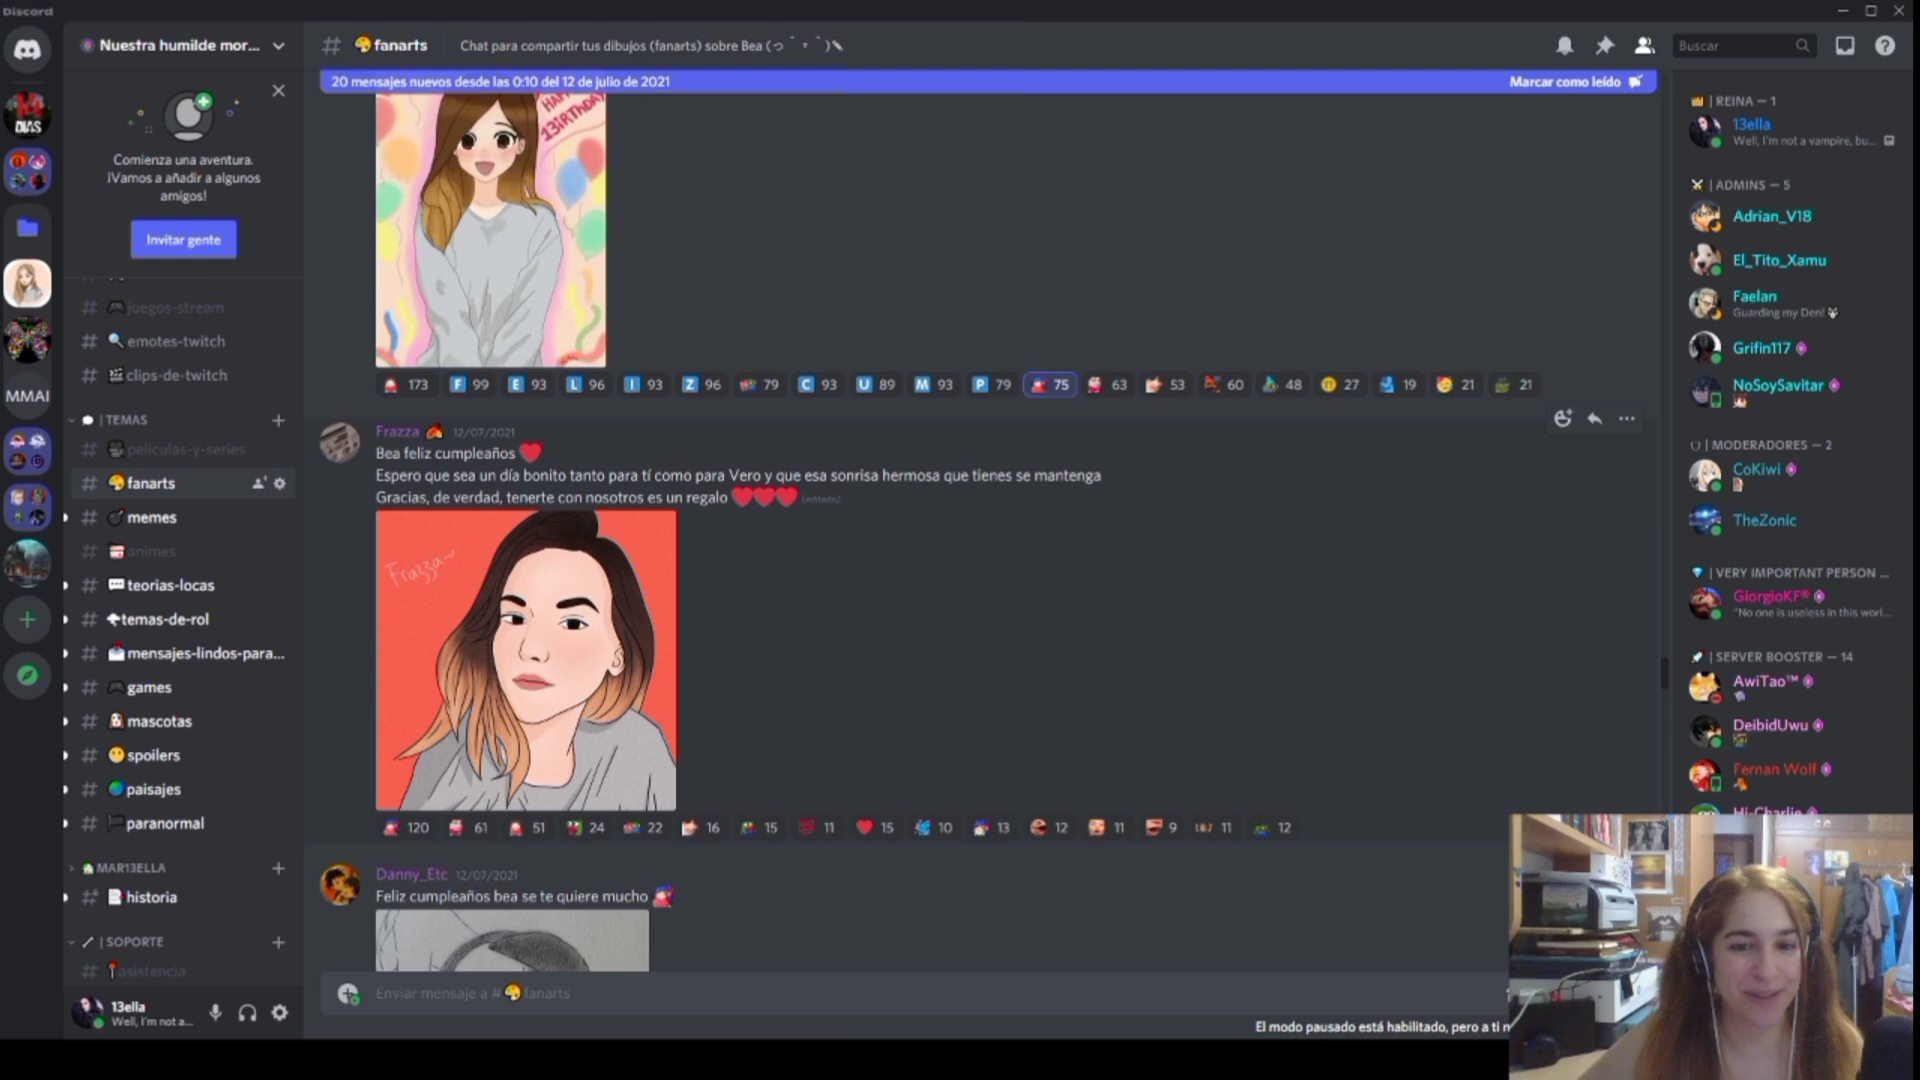 Discord
Nuestra humilde mor...
fanarts
Chat para compartir tus dibujos (fanarts) sobre Bea
Buscar
20 mensajes nuevos desde las 0:10 del 12 de julio de 2021
Marcar como leído
14
DÍAS
MMAI
Comienza una aventura.
¡Vamos a añadir a algunos
amigos!
Invitar gente
juegos-stream
emotes-twitch
clips-de-twitch
| TEMAS
peliculas-y-series
fanarts
memes
animes
teorias-locas
temas-de-rol
mensajes-lindos-para...
games
mascotas
spoilers
paisajes
paranormal
MAR13ELLA
historia
| SOPORTE
asistencia
13ella
Well, I'm not a...
13IRTHDAY
173 F 99 E 93 L 96 I 93 Z 96 79 C 93 U 89 M 93 P 79 75 63 53 60 48 27 19 21 21
Frazza 12/07/2021
Bea feliz cumpleaños
Espero que sea un día bonito tanto para tí como para Vero y que esa sonrisa hermosa que tienes se mantenga
Gracias, de verdad, tenerte con nosotros es un regalo (editado)
Frazza~
120 61 51 24 22 16 15 11 15 10 13 12 11 9 11 12
Danny_Etc 12/07/2021
Feliz cumpleaños bea se te quiere mucho
Enviar mensaje a # fanarts
El modo pausado está habilitado, pero a ti n
| REINA — 1
13ella
Well, I'm not a vampire, bu...
| ADMINS — 5
Adrian_V18
El_Tito_Xamu
Faelan
Guarding my Den!
Grifin117
NoSoySavitar
| MODERADORES — 2
CoKiwi
TheZonic
| VERY IMPORTANT PERSON ...
GiorgioKF®
"No one is useless in this worl...
| SERVER BOOSTER — 14
AwiTao™
DeibidUwu
Fernan Wolf
Hi-Charlie